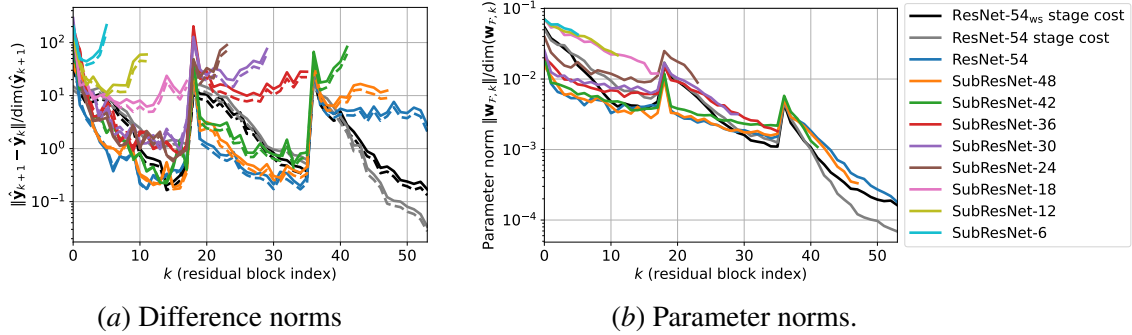 ‖ŷ_{k+1} − ŷ_k‖/dim(ŷ_{k+1})
10²
10¹
10⁰
10⁻¹
0 10 20 30 40 50
k (residual block index)
(a) Difference norms
Parameter norm ‖w_{ℱ,k}‖/dim(w_{ℱ,k})
10⁻¹
10⁻²
10⁻³
10⁻⁴
0 10 20 30 40 50
k (residual block index)
(b) Parameter norms.
ResNet-54_{ws} stage cost
ResNet-54 stage cost
ResNet-54
SubResNet-48
SubResNet-42
SubResNet-36
SubResNet-30
SubResNet-24
SubResNet-18
SubResNet-12
SubResNet-6